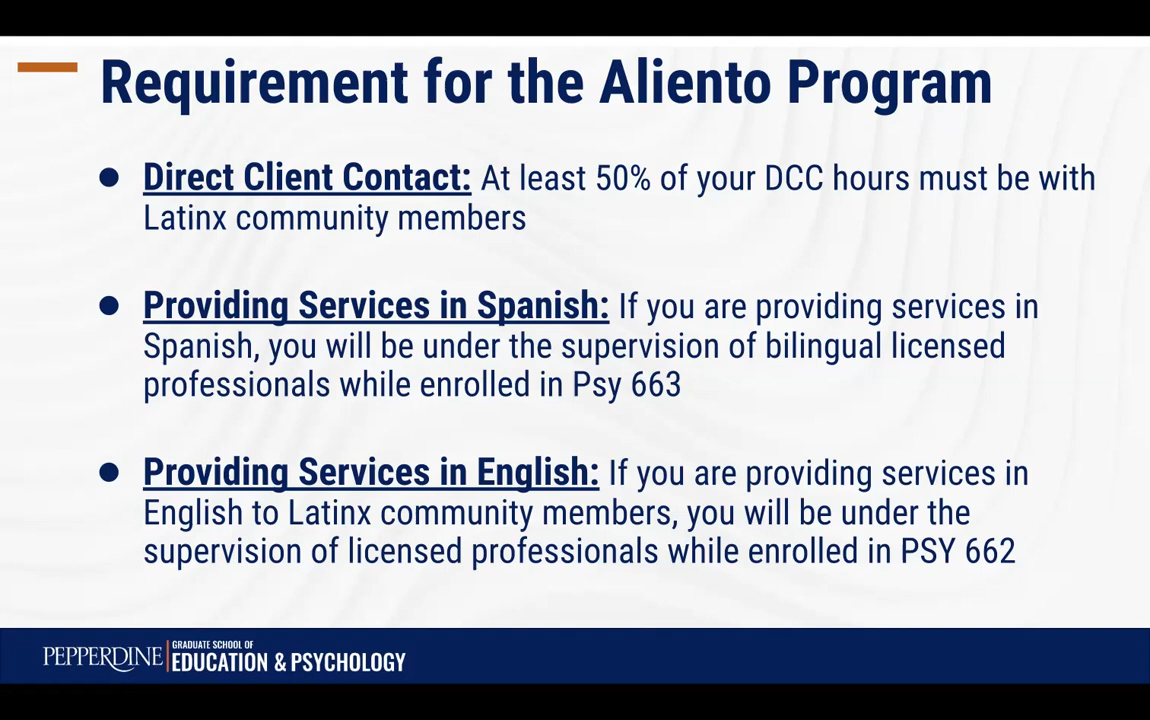 Requirement for the Aliento Program
● Direct Client Contact: At least 50% of your DCC hours must be with
Latinx community members
● Providing Services in Spanish: If you are providing services in
Spanish, you will be under the supervision of bilingual licensed
professionals while enrolled in Psy 663
● Providing Services in English: If you are providing services in
English to Latinx community members, you will be under the
supervision of licensed professionals while enrolled in PSY 662
PEPPERDINE
GRADUATE SCHOOL OF
EDUCATION & PSYCHOLOGY